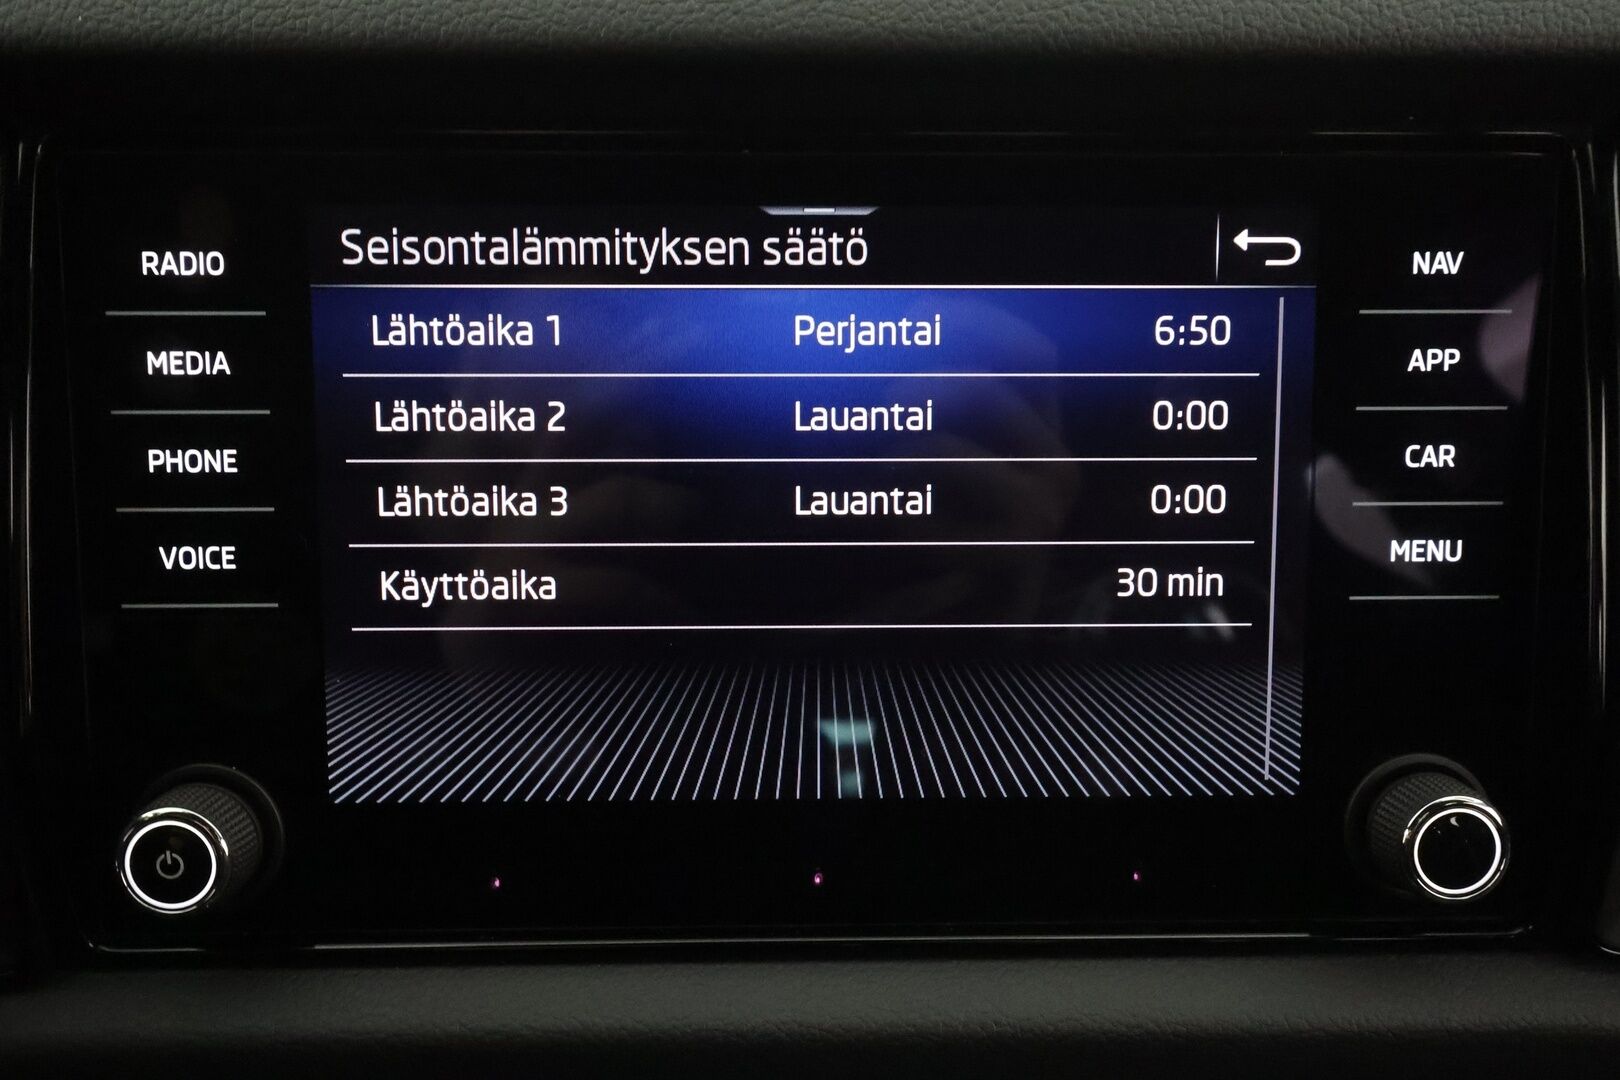 Seisontalämmityksen säätö
RADIO
MEDIA
PHONE
VOICE
Lähtöaika 1 Perjantai 6:50
Lähtöaika 2 Lauantai 0:00
Lähtöaika 3 Lauantai 0:00
Käyttöaika 30 min
NAV
APP
CAR
MENU